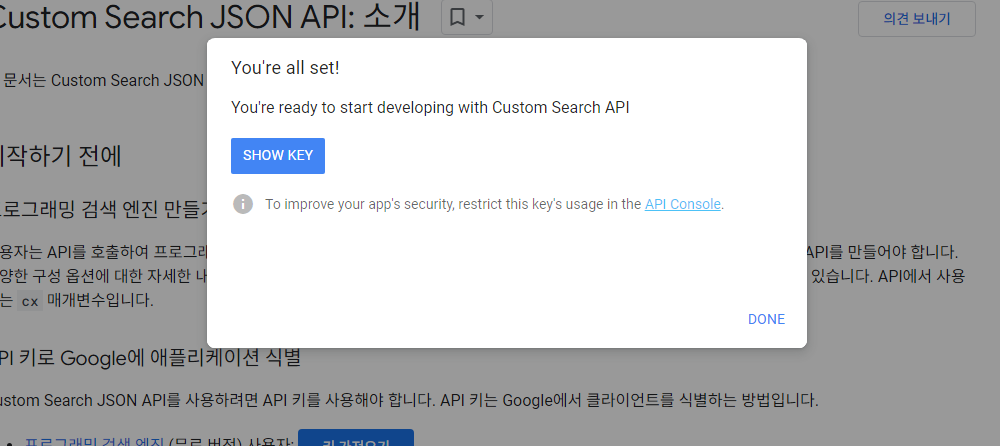 Custom Search JSON API: 소개
의견 보내기
문서는 Custom Search JSON
You're all set!
You're ready to start developing with Custom Search API
SHOW KEY
To improve your app's security, restrict this key's usage in the API Console.
DONE
시작하기 전에
프로그래밍 검색 엔진 만들기
용자는 API를 호출하여 프로그래 API를 만들어야 합니다.
양한 구성 옵션에 대한 자세한 내 있습니다. API에서 사용
는 cx 매개변수입니다.
PI 키로 Google에 애플리케이션 식별
ustom Search JSON API를 사용하려면 API 키를 사용해야 합니다. API 키는 Google에서 클라이언트를 식별하는 방법입니다.
프로그래밍 검색 엔진 (무료 버전) 사용자: 키 가져오기